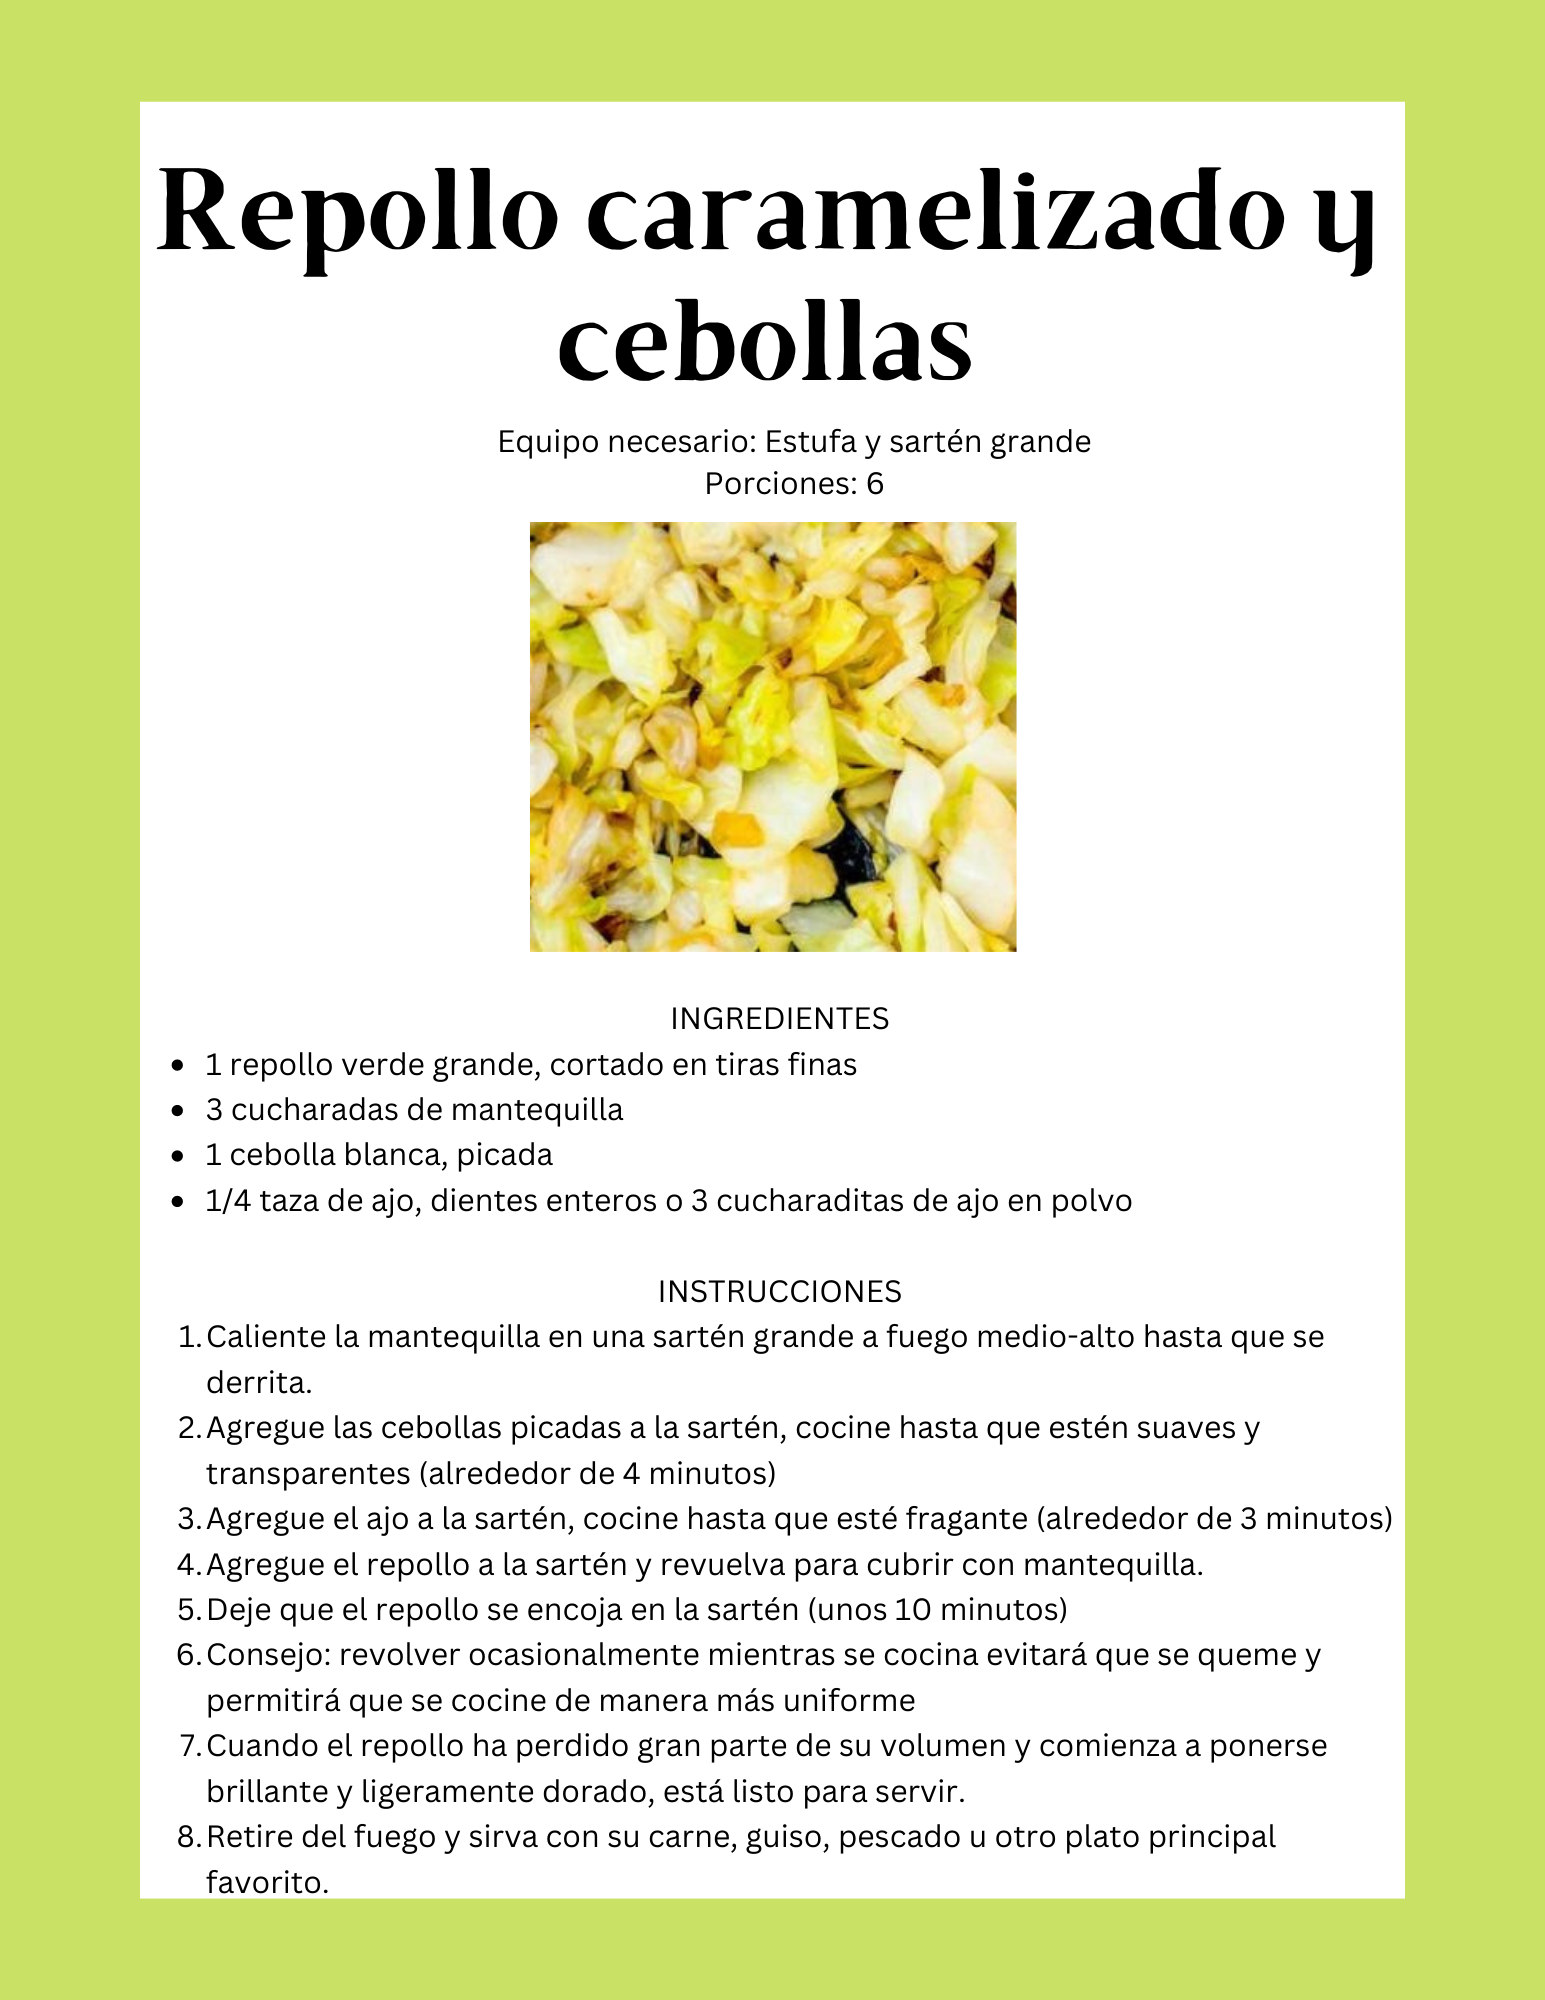 Repollo caramelizado y
cebollas
Equipo necesario: Estufa y sartén grande
Porciones: 6
INGREDIENTES
• 1 repollo verde grande, cortado en tiras finas
• 3 cucharadas de mantequilla
• 1 cebolla blanca, picada
• 1/4 taza de ajo, dientes enteros o 3 cucharaditas de ajo en polvo
INSTRUCCIONES
1. Caliente la mantequilla en una sartén grande a fuego medio-alto hasta que se
derrita.
2. Agregue las cebollas picadas a la sartén, cocine hasta que estén suaves y
transparentes (alrededor de 4 minutos)
3. Agregue el ajo a la sartén, cocine hasta que esté fragante (alrededor de 3 minutos)
4. Agregue el repollo a la sartén y revuelva para cubrir con mantequilla.
5. Deje que el repollo se encoja en la sartén (unos 10 minutos)
6. Consejo: revolver ocasionalmente mientras se cocina evitará que se queme y
permitirá que se cocine de manera más uniforme
7. Cuando el repollo ha perdido gran parte de su volumen y comienza a ponerse
brillante y ligeramente dorado, está listo para servir.
8. Retire del fuego y sirva con su carne, guiso, pescado u otro plato principal
favorito.